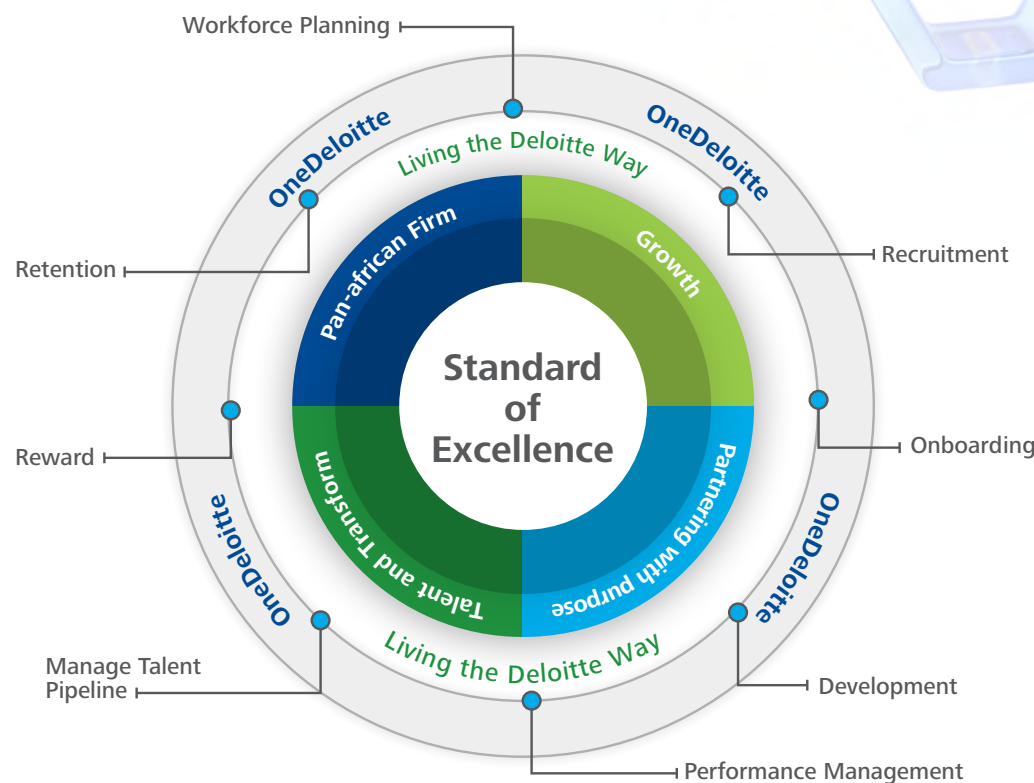 Workforce Planning
OneDeloitte
OneDeloitte
Living the Deloitte Way
Pan-african Firm
Growth
Retention
Recruitment
Standard
of
Excellence
Reward
Onboarding
Talent and Transform
Partnering with purpose
OneDeloitte
OneDeloitte
Living the Deloitte Way
Manage Talent
Pipeline
Development
Performance Management